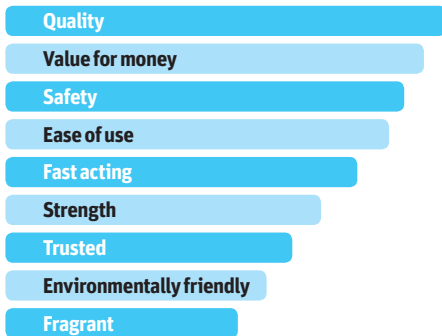 Quality
Value for money
Safety
Ease of use
Fast acting
Strength
Trusted
Environmentally friendly
Fragrant